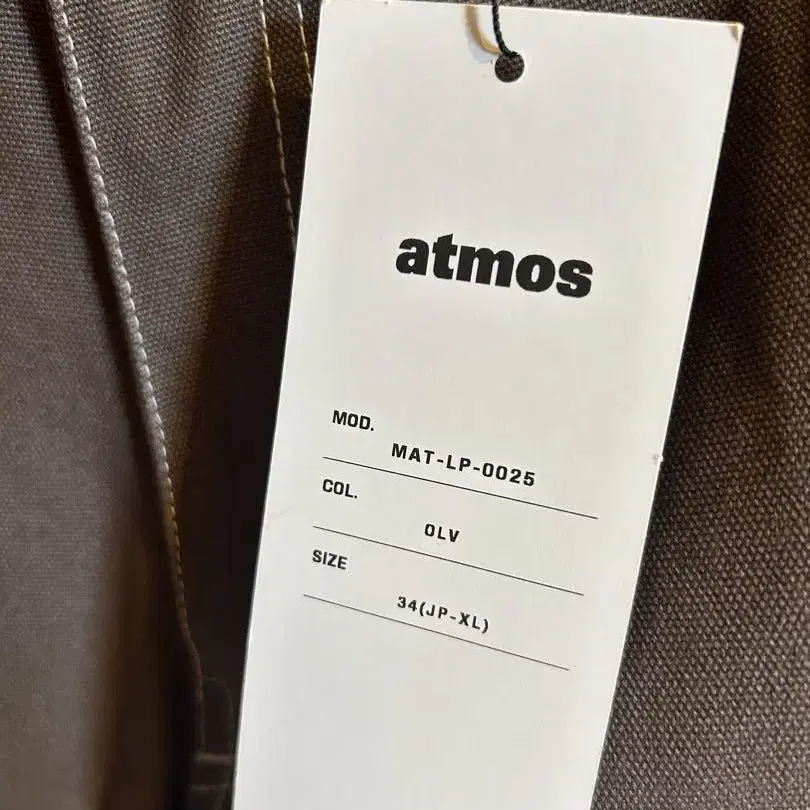 atmos
MOD.
MAT-LP-0025
COL.
OLV
SIZE
34(JP-XL)